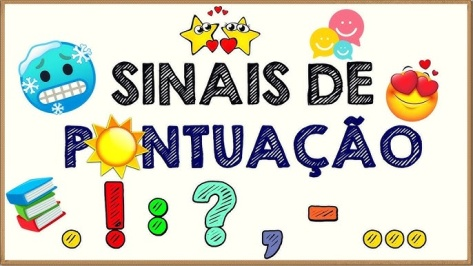 SINAIS DE
PONTUAÇÃO
. ! : ? , - ...